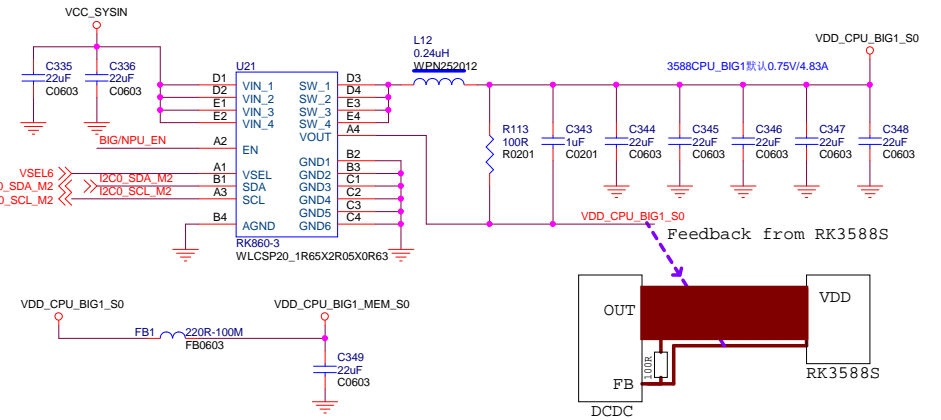 VCC_SYSIN
C335
22uF
C0603
C336
22uF
C0603
U21
D1
D2
E1
E2
A2
A1
B1
A3
B4
VIN_1
VIN_2
VIN_3
VIN_4
EN
VSEL
SDA
SCL
AGND
SW_1
SW_2
SW_3
SW_4
VOUT
GND1
GND2
GND3
GND4
GND5
GND6
D3
D4
E3
E4
A4
B2
B3
C1
C2
C3
C4
RK860-3
WLCSP20_1R65X2R05X0R63
BIG/NPU_EN
VSEL6
0_SDA_M2
I2C0_SDA_M2
0_SCL_M2
I2C0_SCL_M2
L12
0.24uH
WPN252012
VDD_CPU_BIG1_S0
3588CPU_BIG1默认0.75V/4.83A
R113
100R
R0201
C343
1uF
C0201
C344
22uF
C0603
C345
22uF
C0603
C346
22uF
C0603
C347
22uF
C0603
C348
22uF
C0603
VDD_CPU_BIG1_S0
Feedback from RK3588S
OUT
VDD
100R
FB
RK3588S
DCDC
VDD_CPU_BIG1_S0
VDD_CPU_BIG1_MEM_S0
FB1
220R-100M
FB0603
C349
22uF
C0603